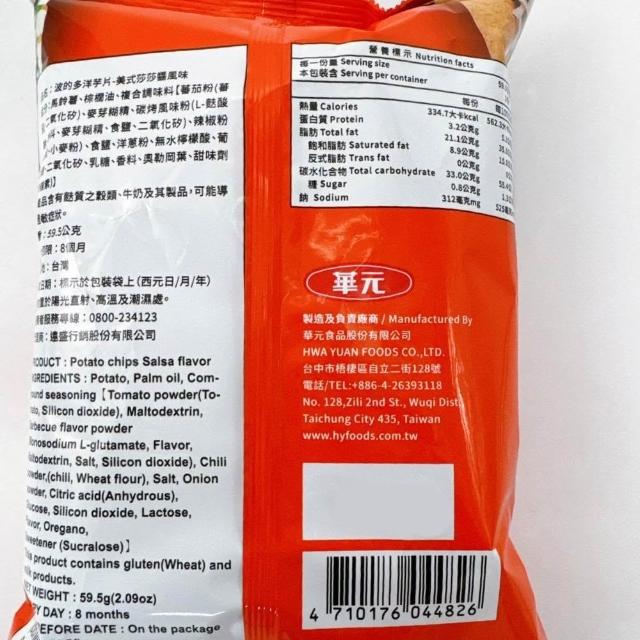 ：波的多洋芋片-美式莎莎醬風味
：馬鈴薯、棕櫚油、複合調味料【蕃茄粉(蕃
二氧化矽)、麥芽糊精、碳烤風味粉(L-麩酸
、麥芽糊精、食鹽、二氧化矽)、辣椒粉
小麥粉)、食鹽、洋蔥粉、無水檸檬酸、葡
二氧化矽、乳糖、香料、奧勒岡葉、甜味劑
品含有麩質之穀類、牛奶及其製品，可能導
敏症狀。
：59.5公克
限：8個月
：台灣
日期：標示於包裝袋上(西元日/月/年)
於陽光直射、高溫及潮濕處。
服務專線：0800-234123
：達盛行銷股份有限公司
PRODUCT : Potato chips Salsa flavor
INGREDIENTS : Potato, Palm oil, Com-
pound seasoning【Tomato powder(To-
mato, Silicon dioxide), Maltodextrin,
Barbecue flavor powder
(Monosodium L-glutamate, Flavor,
Maltodextrin, Salt, Silicon dioxide), Chili
powder,(chili, Wheat flour), Salt, Onion
powder, Citric acid(Anhydrous),
Glucose, Silicon dioxide, Lactose,
Flavor, Oregano,
Sweetener (Sucralose)】
This product contains gluten(Wheat) and
milk products.
NET WEIGHT : 59.5g(2.09oz)
DAY : 8 months
BEFORE DATE : On the package
營養標示 Nutrition facts
每一份量 Serving size
本包裝含 Serving per container
每份
熱量 Calories 334.7大卡kcal
蛋白質 Protein 3.2公克g
脂肪 Total fat 21.1公克g
飽和脂肪 Saturated fat 8.9公克g
反式脂肪 Trans fat 0公克g
碳水化合物 Total carbohydrate 33.0公克g
糖 Sugar 0.8公克g
鈉 Sodium 312毫克mg
華元
製造及負責廠商 / Manufactured By
華元食品股份有限公司
HWA YUAN FOODS CO.,LTD.
台中市梧棲區自立二街128號
電話/TEL:+886-4-26393118
No. 128,Zili 2nd St., Wuqi Dist
Taichung City 435, Taiwan
www.hyfoods.com.tw
4 710176 044826